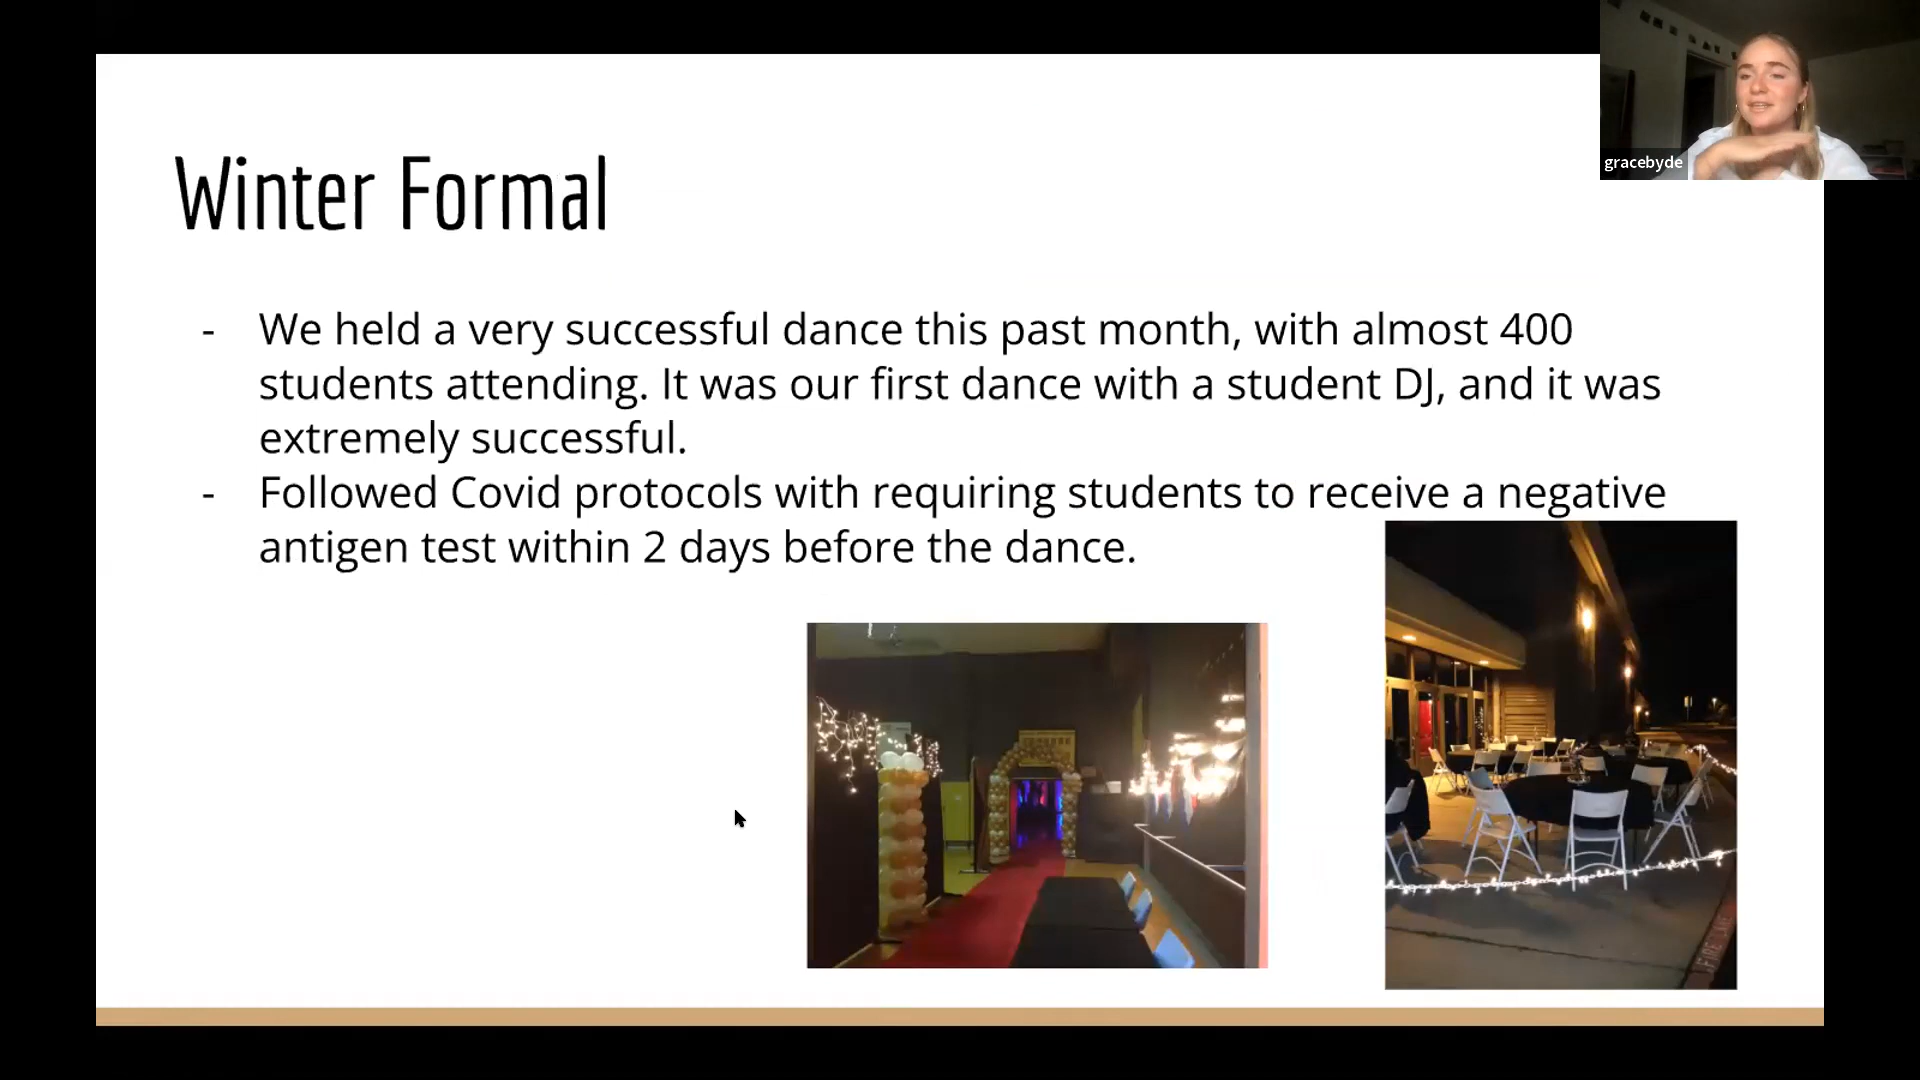 gracebyde
Winter Formal
- We held a very successful dance this past month, with almost 400
students attending. It was our first dance with a student DJ, and it was
extremely successful.
- Followed Covid protocols with requiring students to receive a negative
antigen test within 2 days before the dance.
FIRE LANE